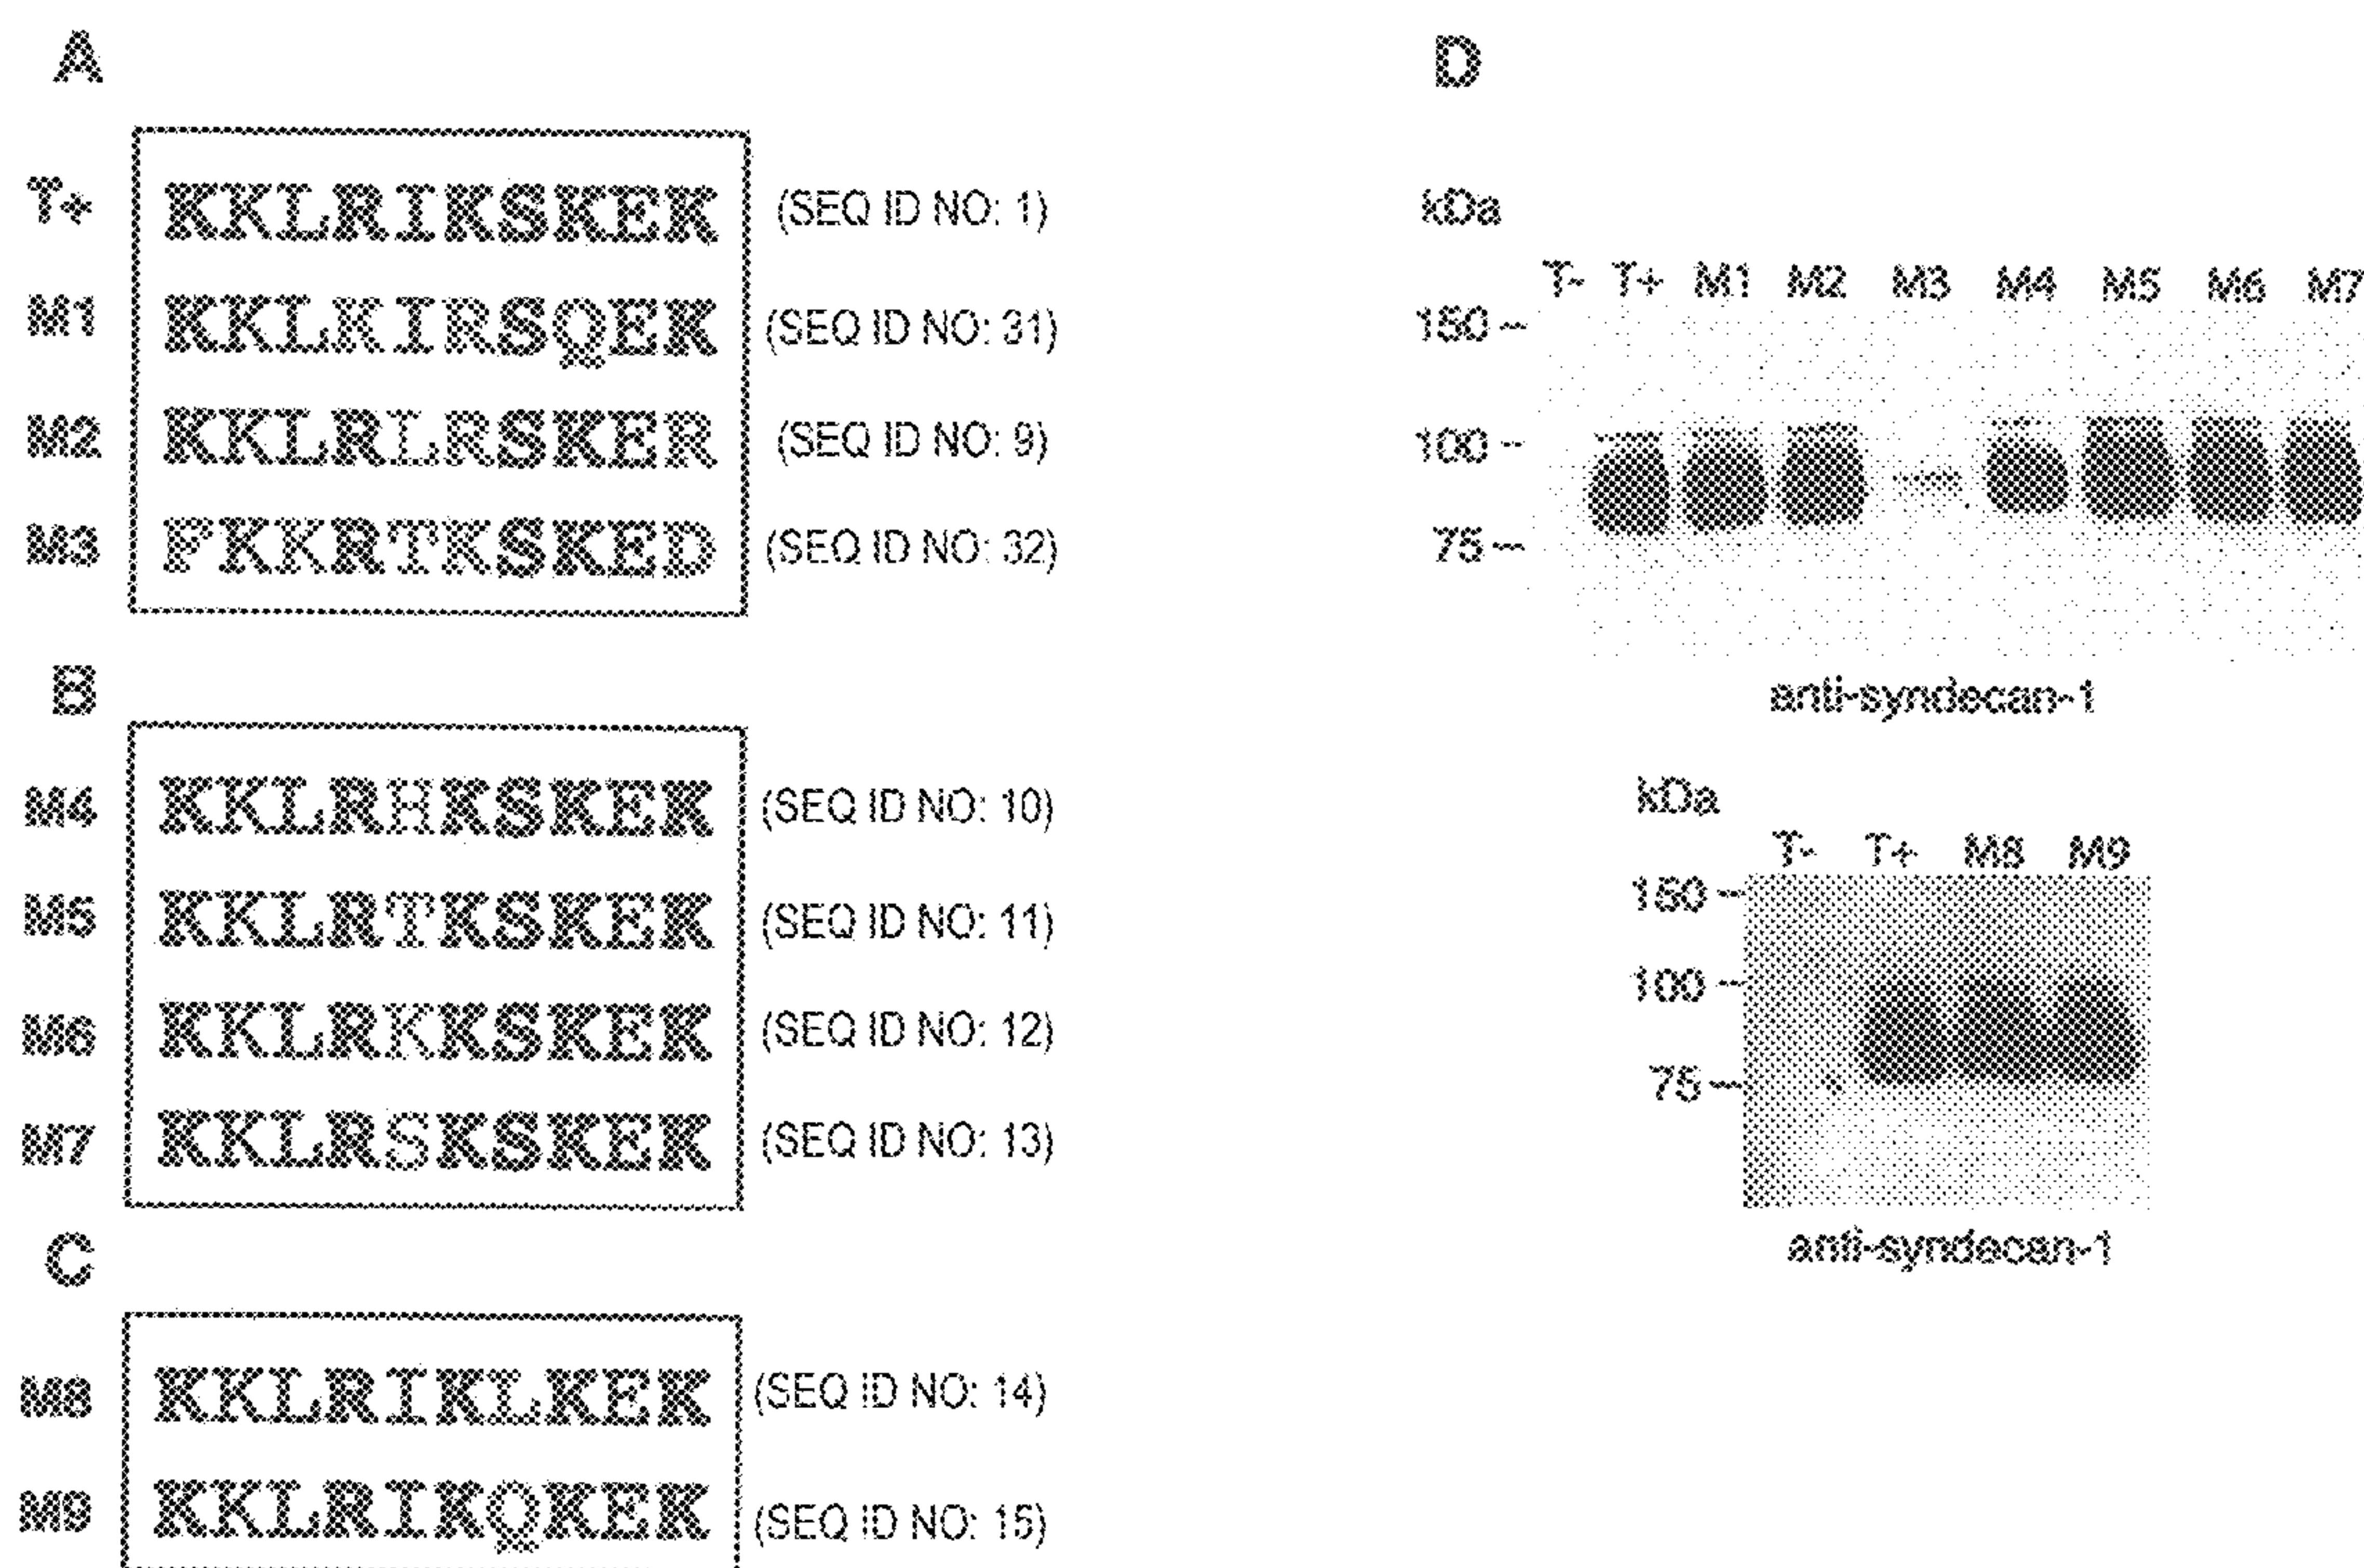 A
T+ KKLRIKSKEK (SEQ ID NO: 1)
M1 KKLKIRSQEK (SEQ ID NO: 31)
M2 KKLRLRSKER (SEQ ID NO: 9)
M3 PKKRTKSKED (SEQ ID NO: 32)
B
M4 KKLRHKSKEK (SEQ ID NO: 10)
M5 KKLRTKSKEK (SEQ ID NO: 11)
M6 KKLRKKSKEK (SEQ ID NO: 12)
M7 KKLRSKSKEK (SEQ ID NO: 13)
C
M8 KKLRIKLKEK (SEQ ID NO: 14)
M9 KKLRIKQKEK (SEQ ID NO: 15)
D
kDa
T- T+ M1 M2 M3 M4 M5 M6 M7
150
100
75
anti-syndecan-1
kDa
T- T+ M8 M9
150
100
75
anti-syndecan-1